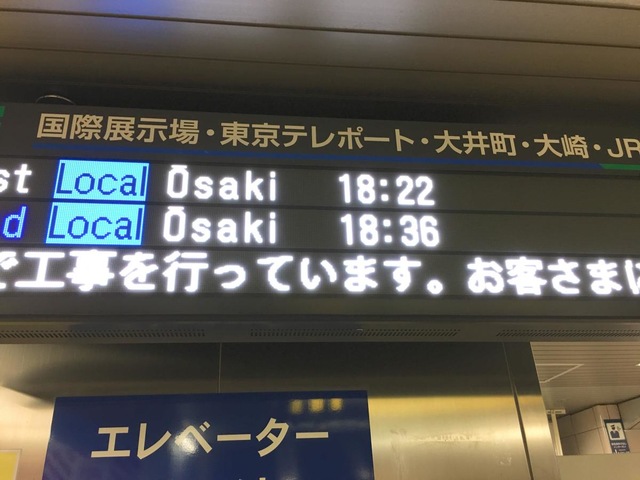 国際展示場・東京テレポート・大井町・大崎・JR
st Local Ōsaki 18:22
d Local Ōsaki 18:36
で工事を行っています。お客さまに
エレベーター